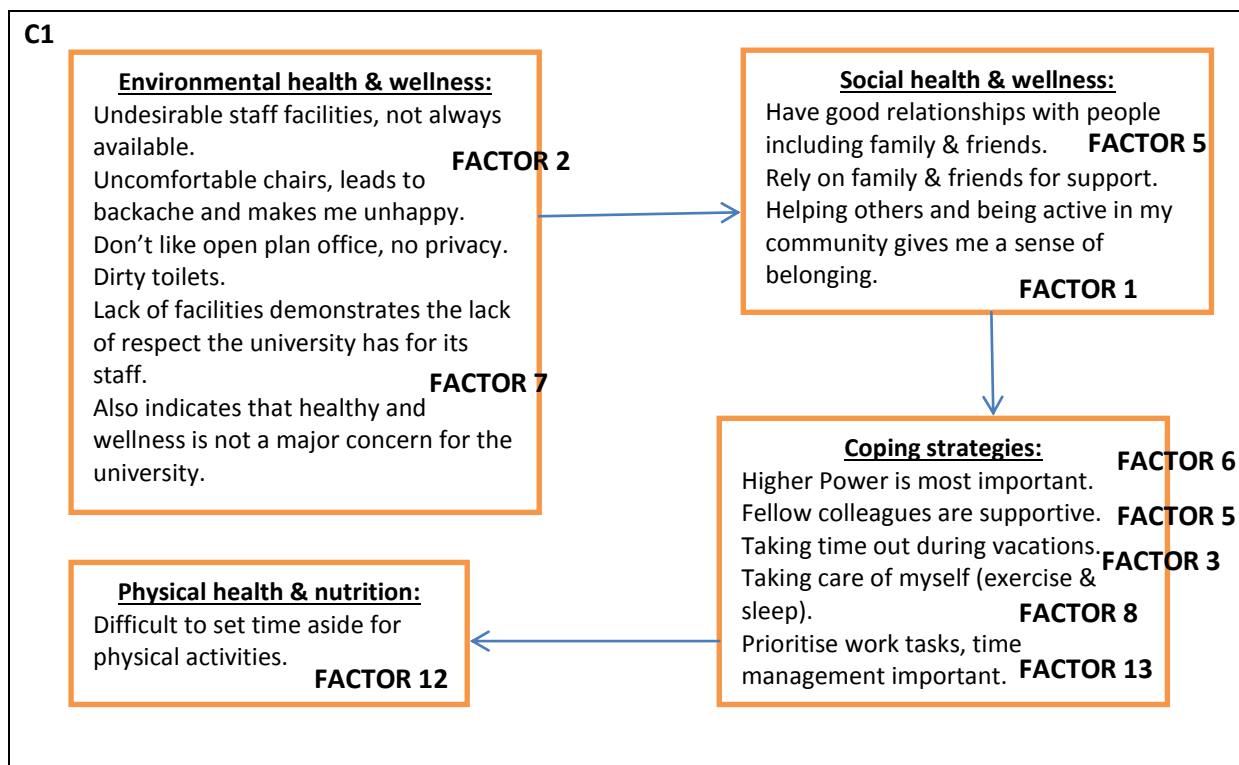 C1
Environmental health & wellness:
Undesirable staff facilities, not always
available.
FACTOR 2
Uncomfortable chairs, leads to
backache and makes me unhappy.
Don’t like open plan office, no privacy.
Dirty toilets.
Lack of facilities demonstrates the lack
of respect the university has for its
staff.
FACTOR 7
Also indicates that healthy and
wellness is not a major concern for the
university.
Social health & wellness:
Have good relationships with people
including family & friends.
FACTOR 5
Rely on family & friends for support.
Helping others and being active in my
community gives me a sense of
belonging.
FACTOR 1
Coping strategies:
FACTOR 6
Higher Power is most important.
Fellow colleagues are supportive.
FACTOR 5
Taking time out during vacations.
FACTOR 3
Taking care of myself (exercise &
sleep).
FACTOR 8
Prioritise work tasks, time
management important.
FACTOR 13
Physical health & nutrition:
Difficult to set time aside for
physical activities.
FACTOR 12